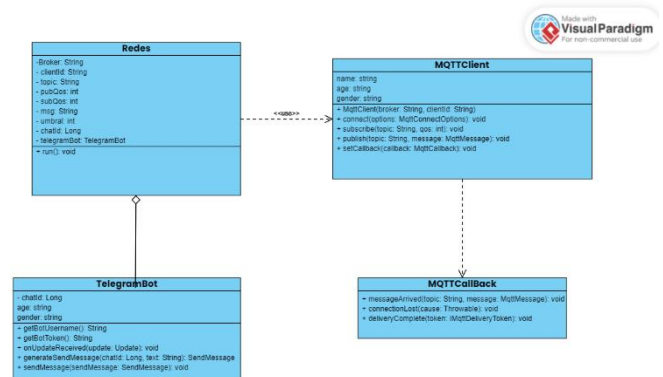 Made with
Visual Paradigm
For non-commercial use
Redes
-Broker: String
- clientId: String
- topic: String
- pubQos: int
- subQos: int
- msg: String
- umbral: int
- chatId: Long
- telegramBot: TelegramBot
+ run(): void
<<use>>
MQTTClient
name: string
age: string
gender: string
+ MqttClient(broker: String, clientId: String)
+ connect(options: MqttConnectOptions): void
+ subscribe(topic: String, qos: int): void
+ publish(topic: String, message: MqttMessage): void
+ setCallback(callback: MqttCallback): void
TelegramBot
- chatId: Long
age: string
gender: string
+ getBotUsername(): String
+ getBotToken(): String
+ onUpdateReceived(update: Update): void
+ generateSendMessage(chatId: Long, text: String): SendMessage
+ sendMessage(sendMessage: SendMessage): void
MQTTCallBack
+ messageArrived(topic: String, message: MqttMessage): void
+ connectionLost(cause: Throwable): void
+ deliveryComplete(token: IMqttDeliveryToken): void